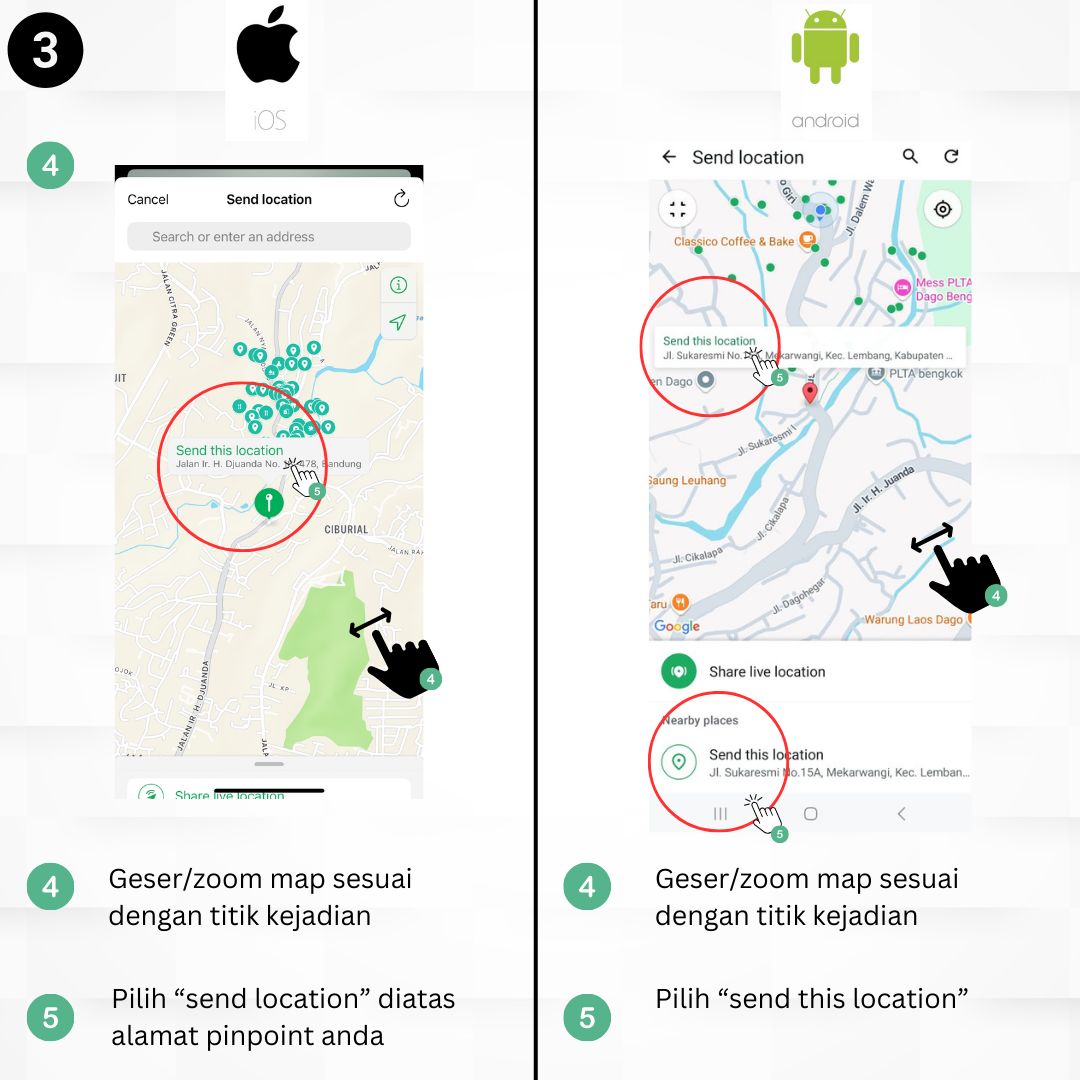 3
iOS
android
4
Cancel
Send location
Search or enter an address
JALAN CITRA GREEN
JALAN NY
JAL
JIT
Send this location
Jalan Ir. H. Djuanda No. 478, Bandung
5
CIBURIAL
JALAN RAK
4
OJOK
JALAN IR. H. DJUANDA
JL. KP.
JALA
Share live location
Send location
o Giri
Jl. Dalem Wa
Classico Coffee & Bake
Mess PLTA
Dago Beng
Send this location
Jl. Sukaresmi No. Mekarwangi, Kec. Lembang, Kabupaten ...
5
en Dago
PLTA bengkok
Jl. Sukaresmi I
Saung Leuhang
Jl. Ir. H. Juanda
Jl. Cikalapa
Jl. Cikalapa
4
Jl. Dagohegar
aru
Google
Warung Laos Dago
Share live location
Nearby places
Send this location
Jl. Sukaresmi No.15A, Mekarwangi, Kec. Lemban...
5
4
Geser/zoom map sesuai
dengan titik kejadian
5
Pilih “send location” diatas
alamat pinpoint anda
4
Geser/zoom map sesuai
dengan titik kejadian
5
Pilih “send this location”